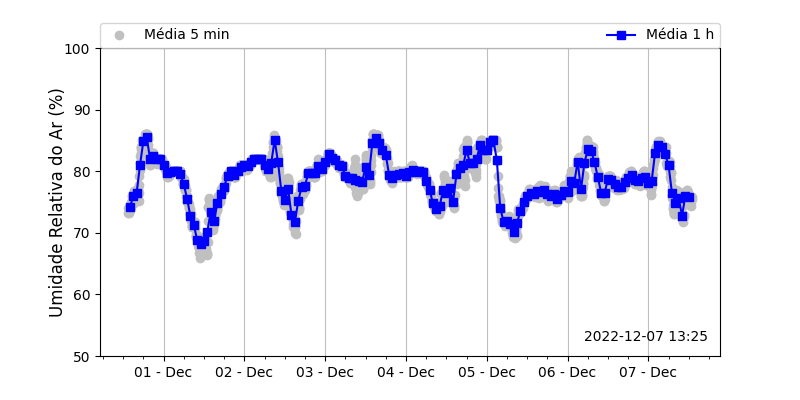 Média 5 min
Média 1 h
Umidade Relativa do Ar (%)
100
90
80
70
60
50
2022-12-07 13:25
01 - Dec
02 - Dec
03 - Dec
04 - Dec
05 - Dec
06 - Dec
07 - Dec